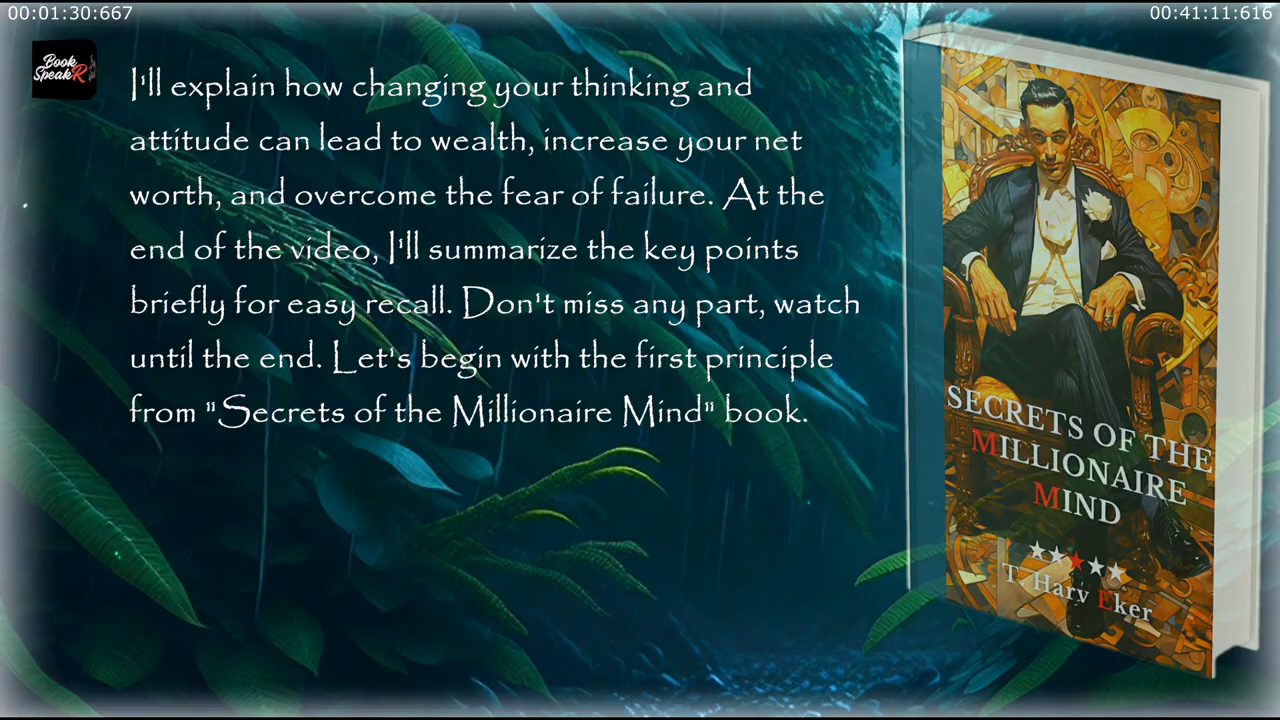 00:01:30:667
00:41:11:616
Book
SpeakR
I'll explain how changing your thinking and
attitude can lead to wealth, increase your net
worth, and overcome the fear of failure. At the
end of the video, I'll summarize the key points
briefly for easy recall. Don't miss any part, watch
until the end. Let's begin with the first principle
from "Secrets of the Millionaire Mind" book.
SECRETS OF THE
MILLIONAIRE
MIND
T. Harv Eker